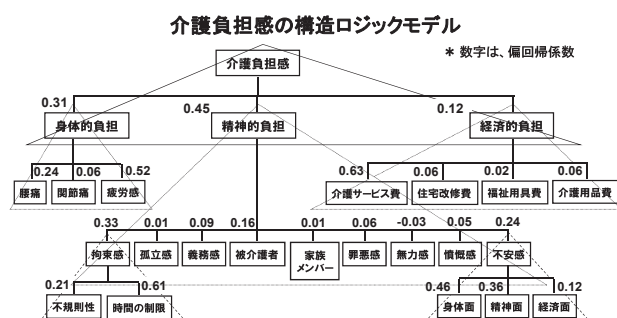 介護負担感の構造ロジックモデル
* 数字は、偏回帰係数
介護負担感
0.31
0.45
0.12
身体的負担
精神的負担
経済的負担
0.24
0.06
0.52
0.63
0.06
0.02
0.06
腰痛
関節痛
疲労感
介護サービス費
住宅改修費
福祉用具費
介護用品費
0.33
0.01
0.09
0.16
0.01
0.06
-0.03
0.05
0.24
拘束感
孤立感
義務感
被介護者
家族
メンバー
罪悪感
無力感
憤慨感
不安感
0.21
0.61
0.46
0.36
0.12
不規則性
時間の制限
身体面
精神面
経済面